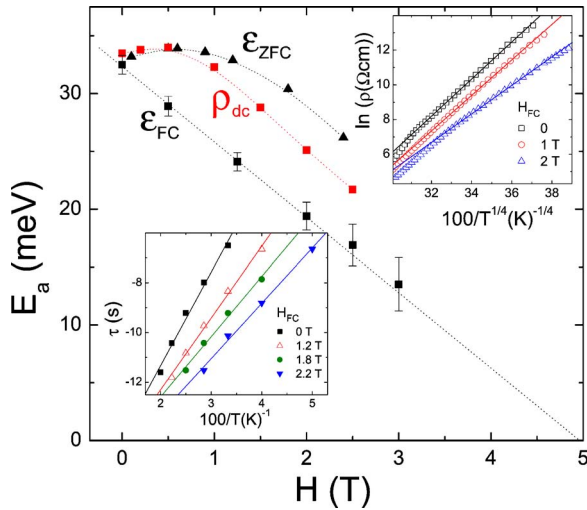 E_a (meV)
30
20
10
0
ε_ZFC
ρ_dc
ε_FC
ln (ρ(Ωcm))
14
12
10
8
6
H_FC
0
1 T
2 T
32 34 36 38
100/T^1/4(K)^-1/4
τ (s)
-6
-8
-10
-12
H_FC
0 T
1.2 T
1.8 T
2.2 T
2 3 4 5
100/T(K)^-1
0 1 2 3 4 5
H (T)